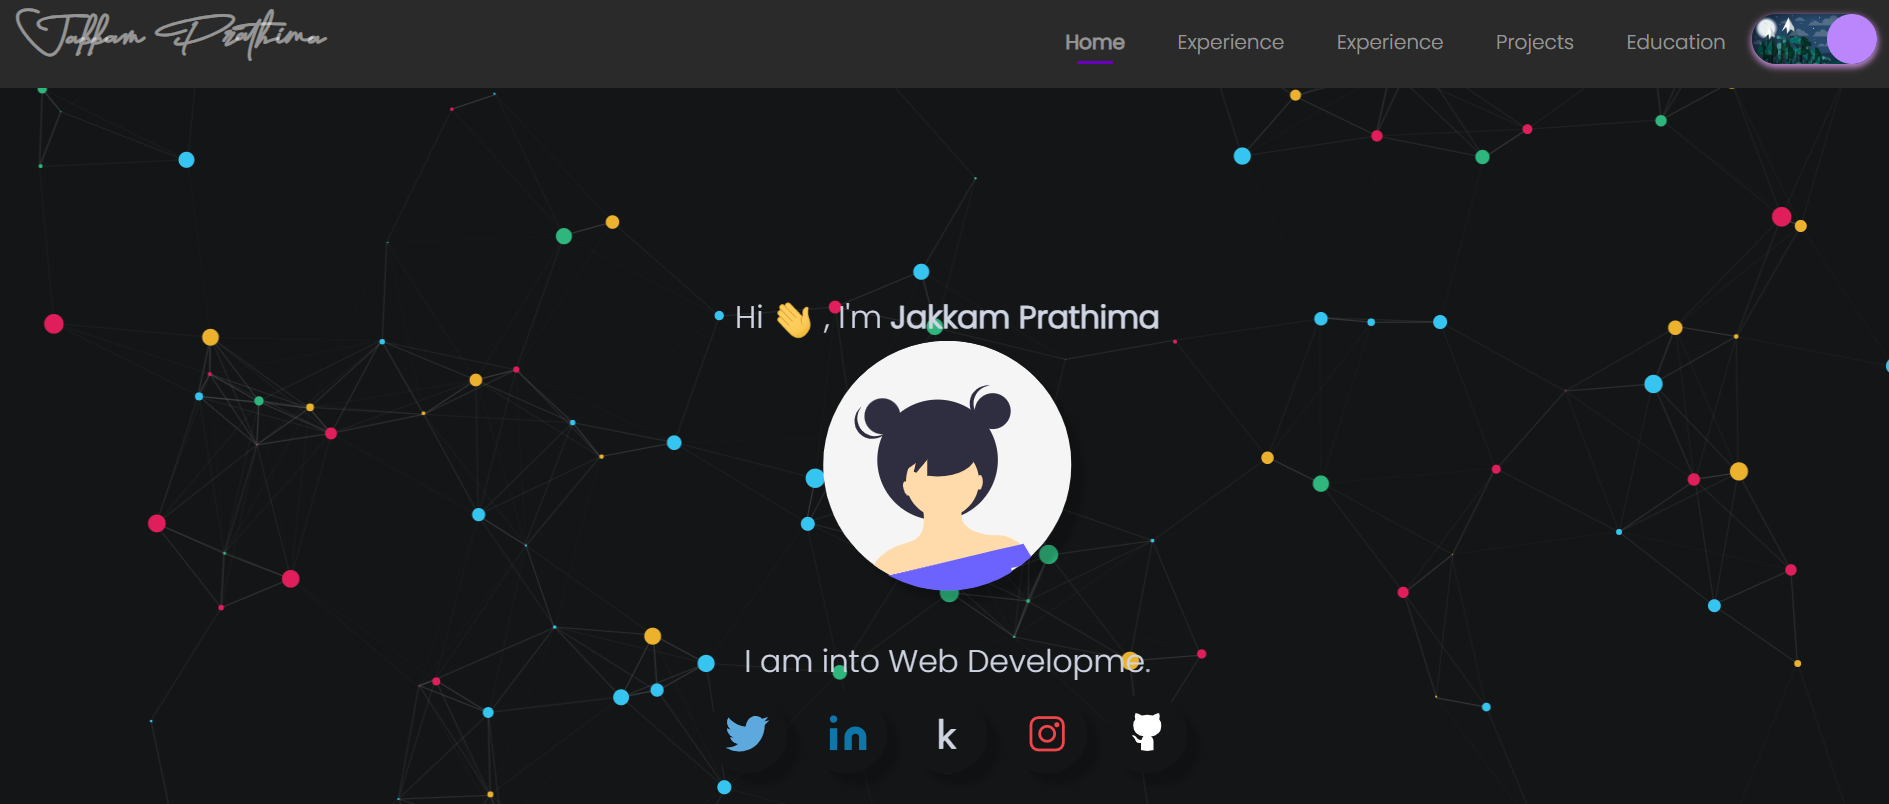 Jakkam Prathima
Home Experience Experience Projects Education
Hi 👋 , I'm Jakkam Prathima
I am into Web Developme.
in k